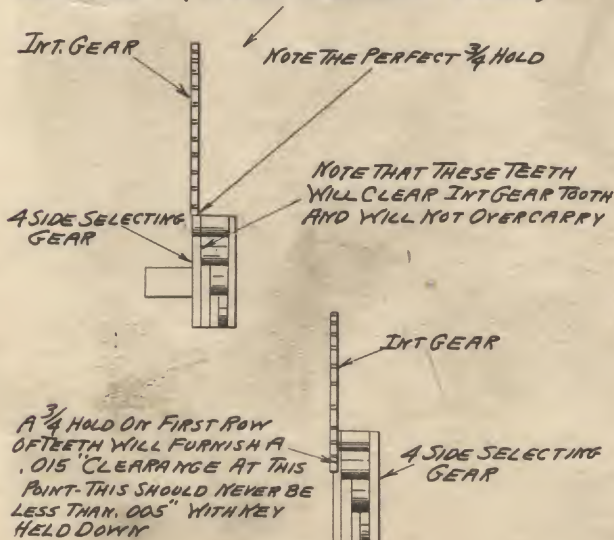 INT. GEAR
NOTE THE PERFECT 3/4 HOLD
NOTE THAT THESE TEETH
WILL CLEAR INT GEAR TOOTH
AND WILL NOT OVERCARRY
4 SIDE SELECTING
GEAR
INT GEAR
A 3/4 HOLD ON FIRST ROW
OF TEETH WILL FURNISH A
.015" CLEARANCE AT THIS
POINT-THIS SHOULD NEVER BE
LESS THAN .005" WITH KEY
HELD DOWN
4 SIDE SELECTING
GEAR